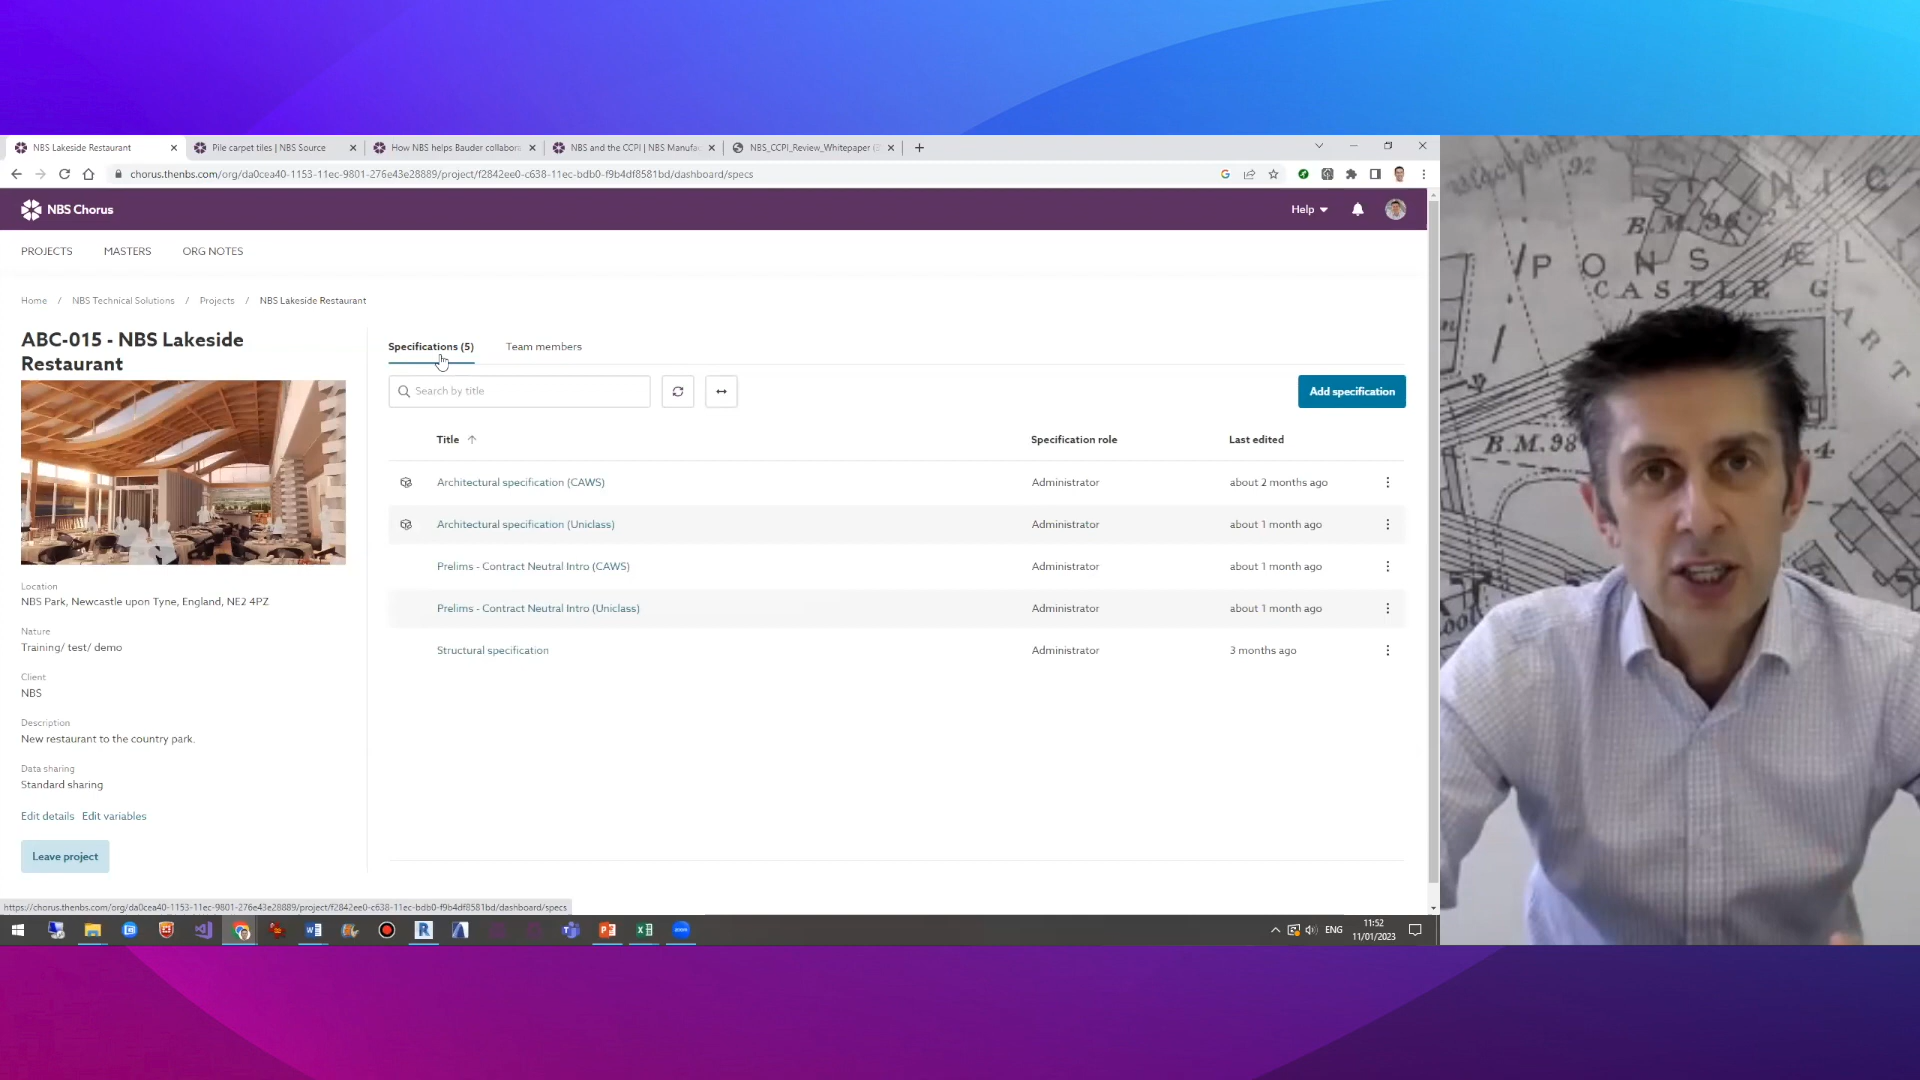 NBS Lakeside Restaurant
Pile carpet tiles | NBS Source
How NBS helps Bauder collabora
NBS and the CCPI | NBS Manufac
NBS_CCPI_Review_Whitepaper (
chorus.thenbs.com/org/da0cea40-1153-11ec-9801-276e43e28889/project/f2842ee0-c638-11ec-bdb0-f9b4df8581bd/dashboard/specs
NBS Chorus
Help
PROJECTS
MASTERS
ORG NOTES
Home / NBS Technical Solutions / Projects / NBS Lakeside Restaurant
ABC-015 - NBS Lakeside
Restaurant
Location
NBS Park, Newcastle upon Tyne, England, NE2 4PZ
Nature
Training/ test/ demo
Client
NBS
Description
New restaurant to the country park.
Data sharing
Standard sharing
Edit details Edit variables
Leave project
Specifications (5)
Team members
Search by title
Add specification
Title
Specification role
Last edited
Architectural specification (CAWS)
Administrator
about 2 months ago
Architectural specification (Uniclass)
Administrator
about 1 month ago
Prelims - Contract Neutral Intro (CAWS)
Administrator
about 1 month ago
Prelims - Contract Neutral Intro (Uniclass)
Administrator
about 1 month ago
Structural specification
Administrator
3 months ago
https://chorus.thenbs.com/org/da0cea40-1153-11ec-9801-276e43e28889/project/f2842ee0-c638-11ec-bdb0-f9b4df8581bd/dashboard/specs
ENG
11:52
11/01/2023
92
B.M. 96
PONS ÆL
CASTLE G
ART
B.M. 98